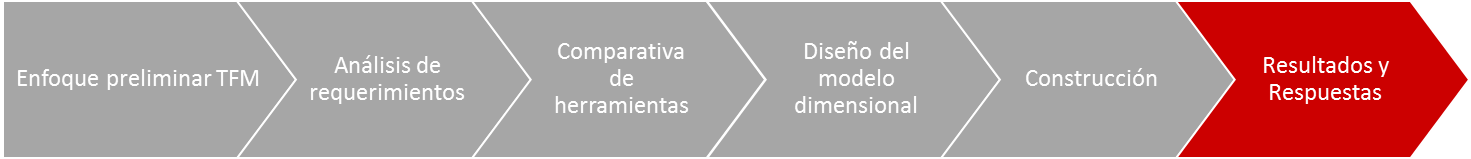 Enfoque preliminar TFM
Análisis de
requerimientos
Comparativa
de
herramientas
Diseño del
modelo
dimensional
Construcción
Resultados y
Respuestas